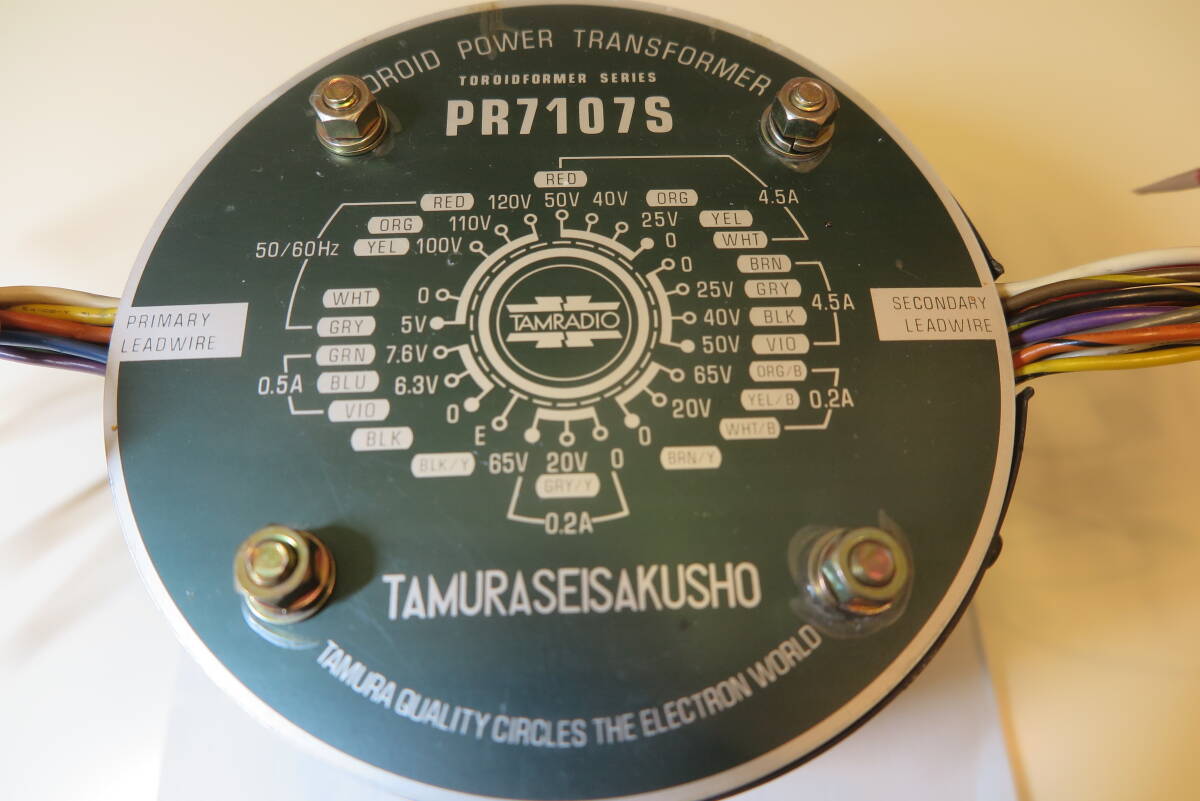 TOROID POWER TRANSFORMER
TOROIDFORMER SERIES
PR7107S
RED
RED 120V 50V 40V ORG 4.5A
ORG 110V 25V YEL
50/60Hz YEL 100V 0 WHT
0 BRN
WHT 0 25V GRY
4.5A
GRY 5V 40V BLK
GRN 7.6V 50V VIO
0.5A BLU 6.3V 65V ORG/B
VIO 0 20V YEL/B 0.2A
BLK E 0 WHT/B
BLK/Y 65V 20V 0 BRN/Y
GRY/Y
0.2A
PRIMARY
LEADWIRE
SECONDARY
LEADWIRE
TAMRADIO
TAMURASEISAKUSHO
TAMURA QUALITY CIRCLES THE ELECTRON WORLD